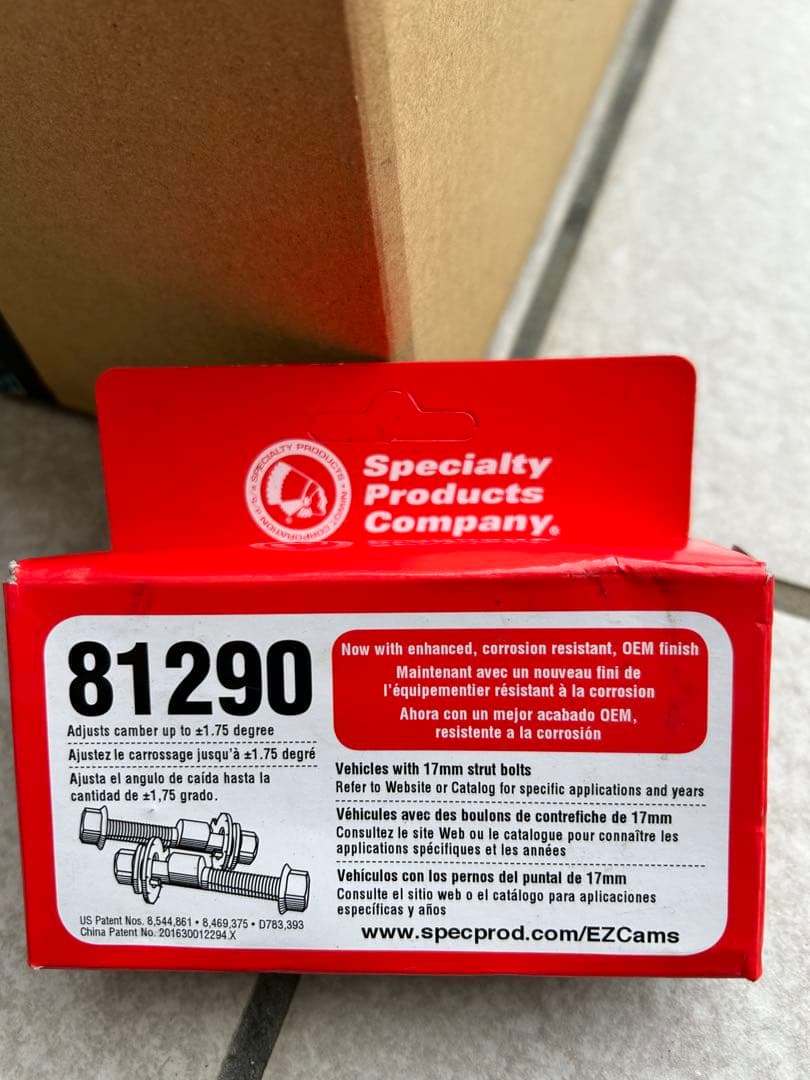 SPECIALTY PRODUCTS
Specialty
Products
Company®
81290
Adjusts camber up to ±1.75 degree
Ajustez le carrossage jusqu'à ±1.75 degré
Ajusta el angulo de caída hasta la
cantidad de ±1,75 grado.
Now with enhanced, corrosion resistant, OEM finish
Maintenant avec un nouveau fini de
l'équipementier résistant à la corrosion
Ahora con un mejor acabado OEM,
resistente a la corrosión
Vehicles with 17mm strut bolts
Refer to Website or Catalog for specific applications and years
Véhicules avec des boulons de contrefiche de 17mm
Consultez le site Web ou le catalogue pour connaître les
applications spécifiques et les années
Vehículos con los pernos del puntal de 17mm
Consulte el sitio web o el catálogo para aplicaciones
específicas y años
US Patent Nos. 8,544,861 • 8,469,375 • D783,393
China Patent No. 201630012294.X
www.specprod.com/EZCams